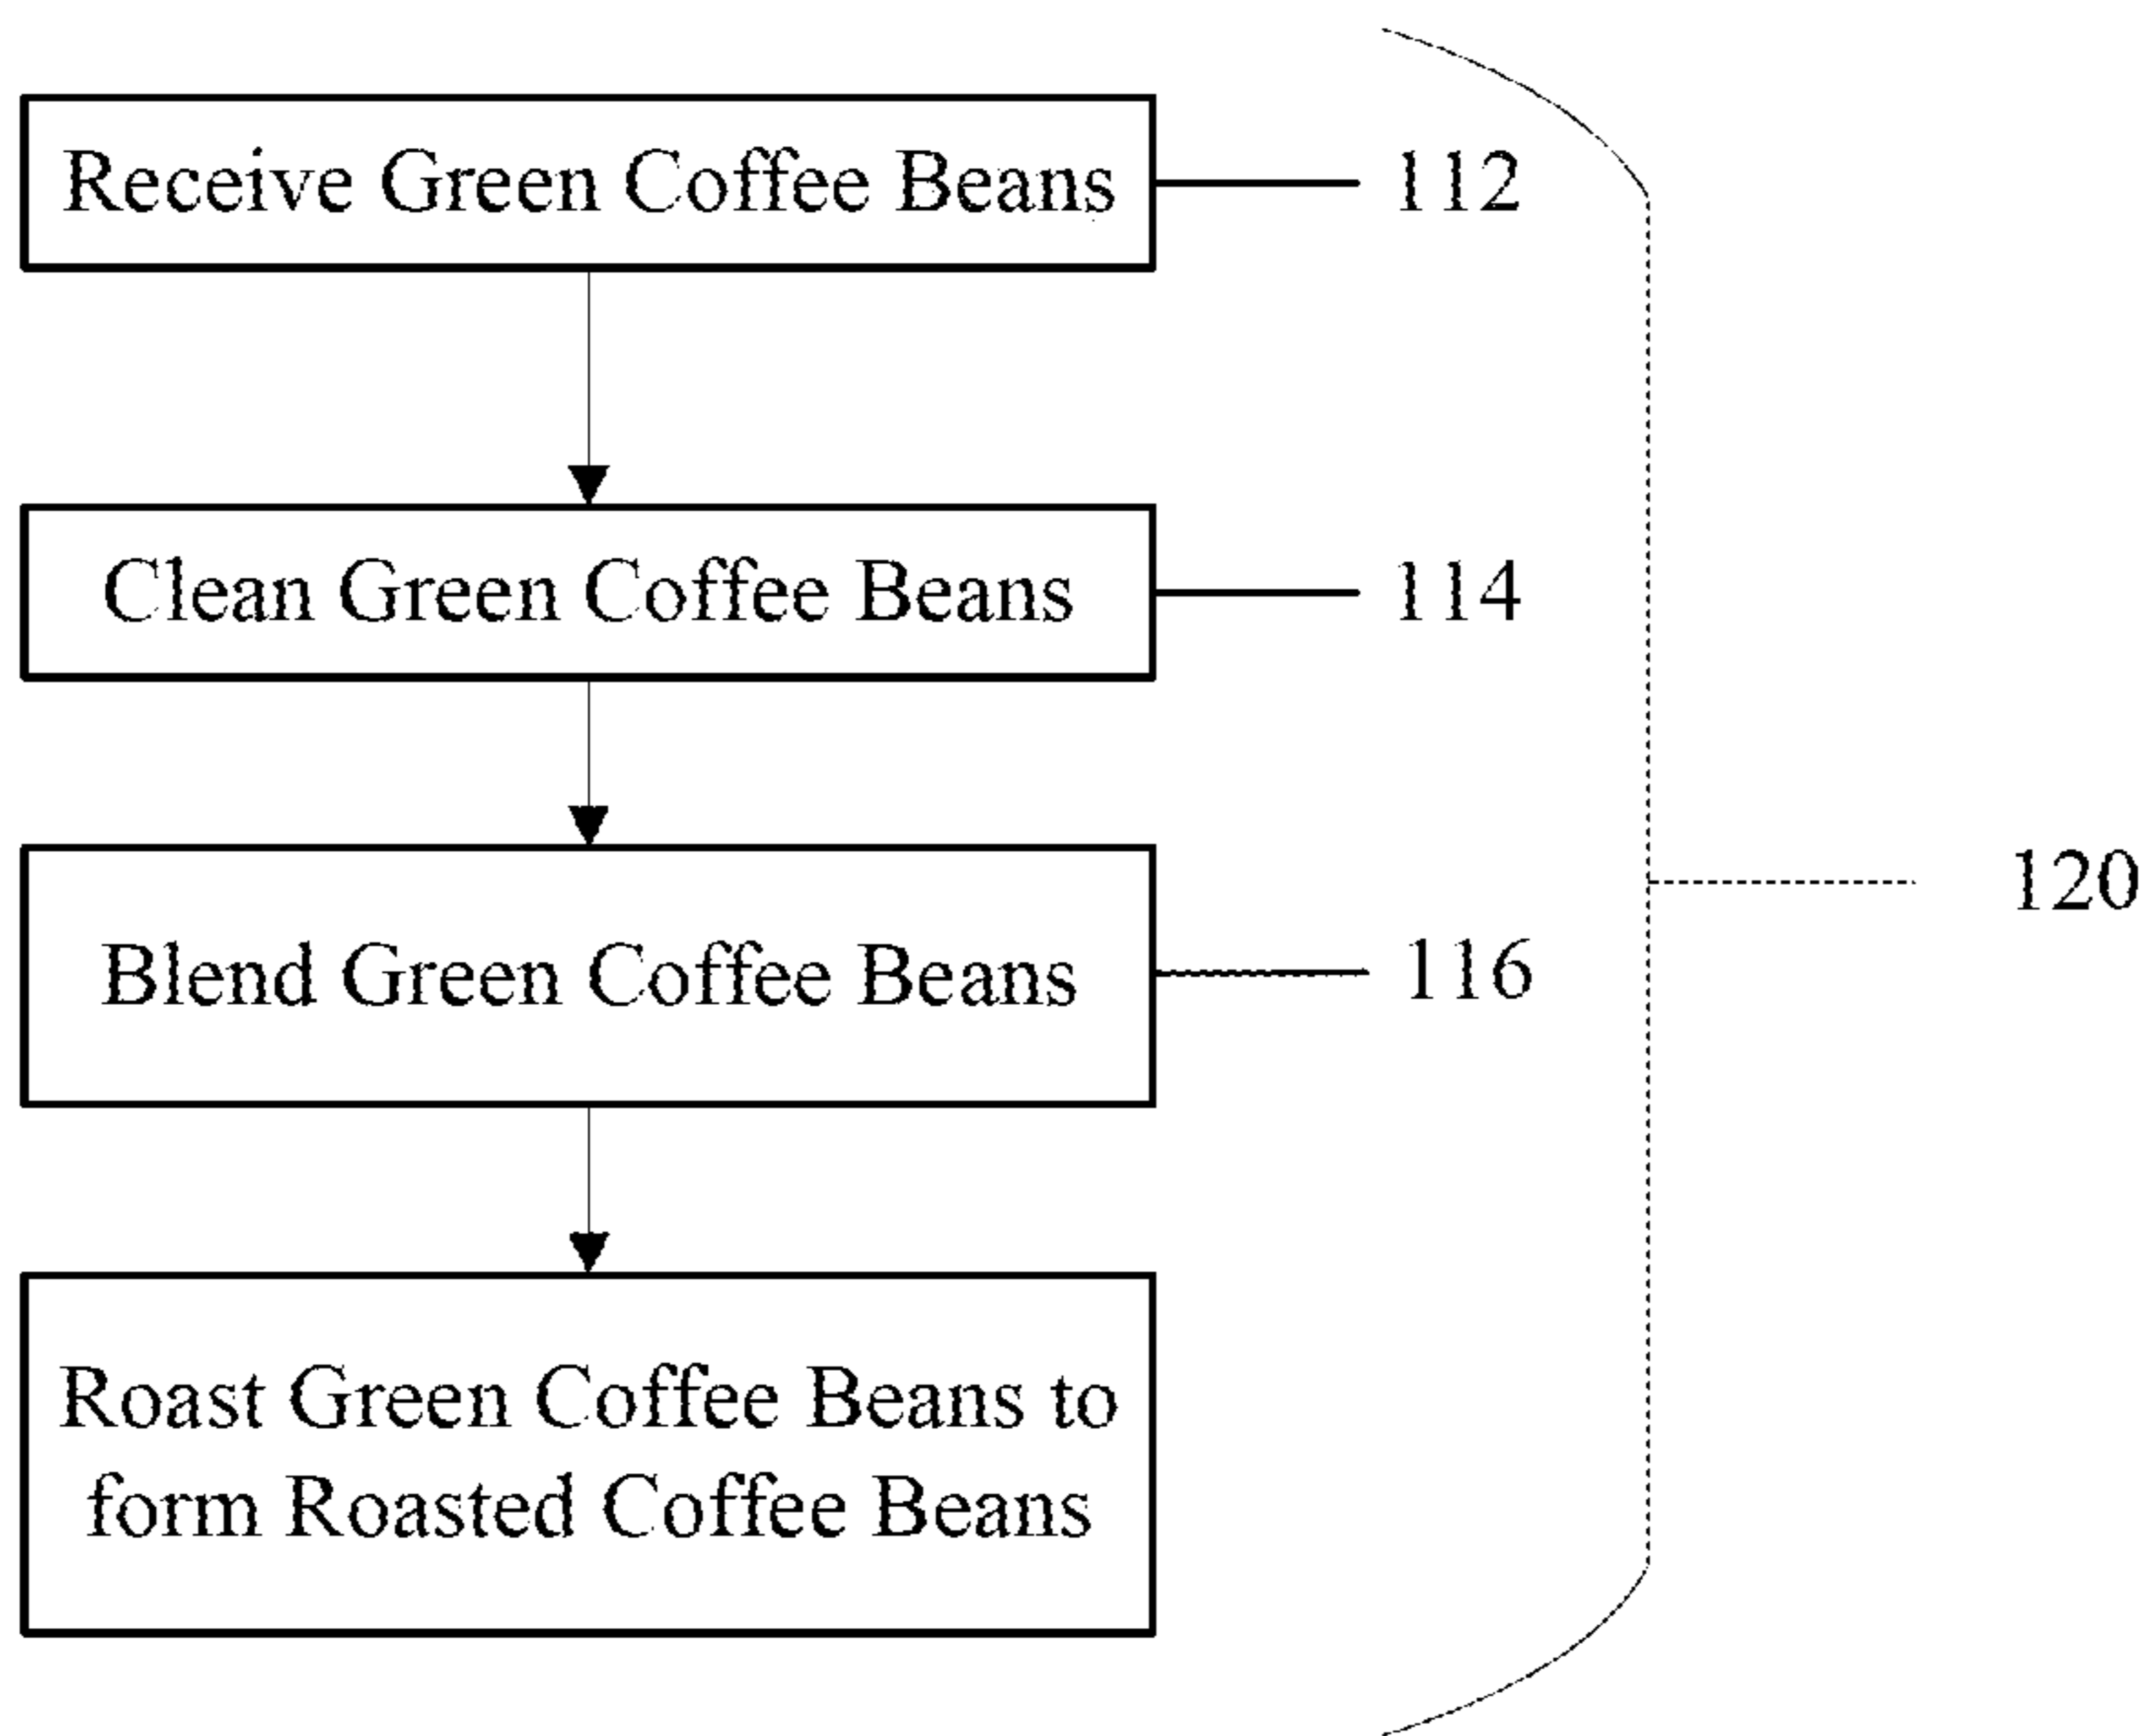 Receive Green Coffee Beans
112
Clean Green Coffee Beans
114
120
Blend Green Coffee Beans
116
Roast Green Coffee Beans to
form Roasted Coffee Beans